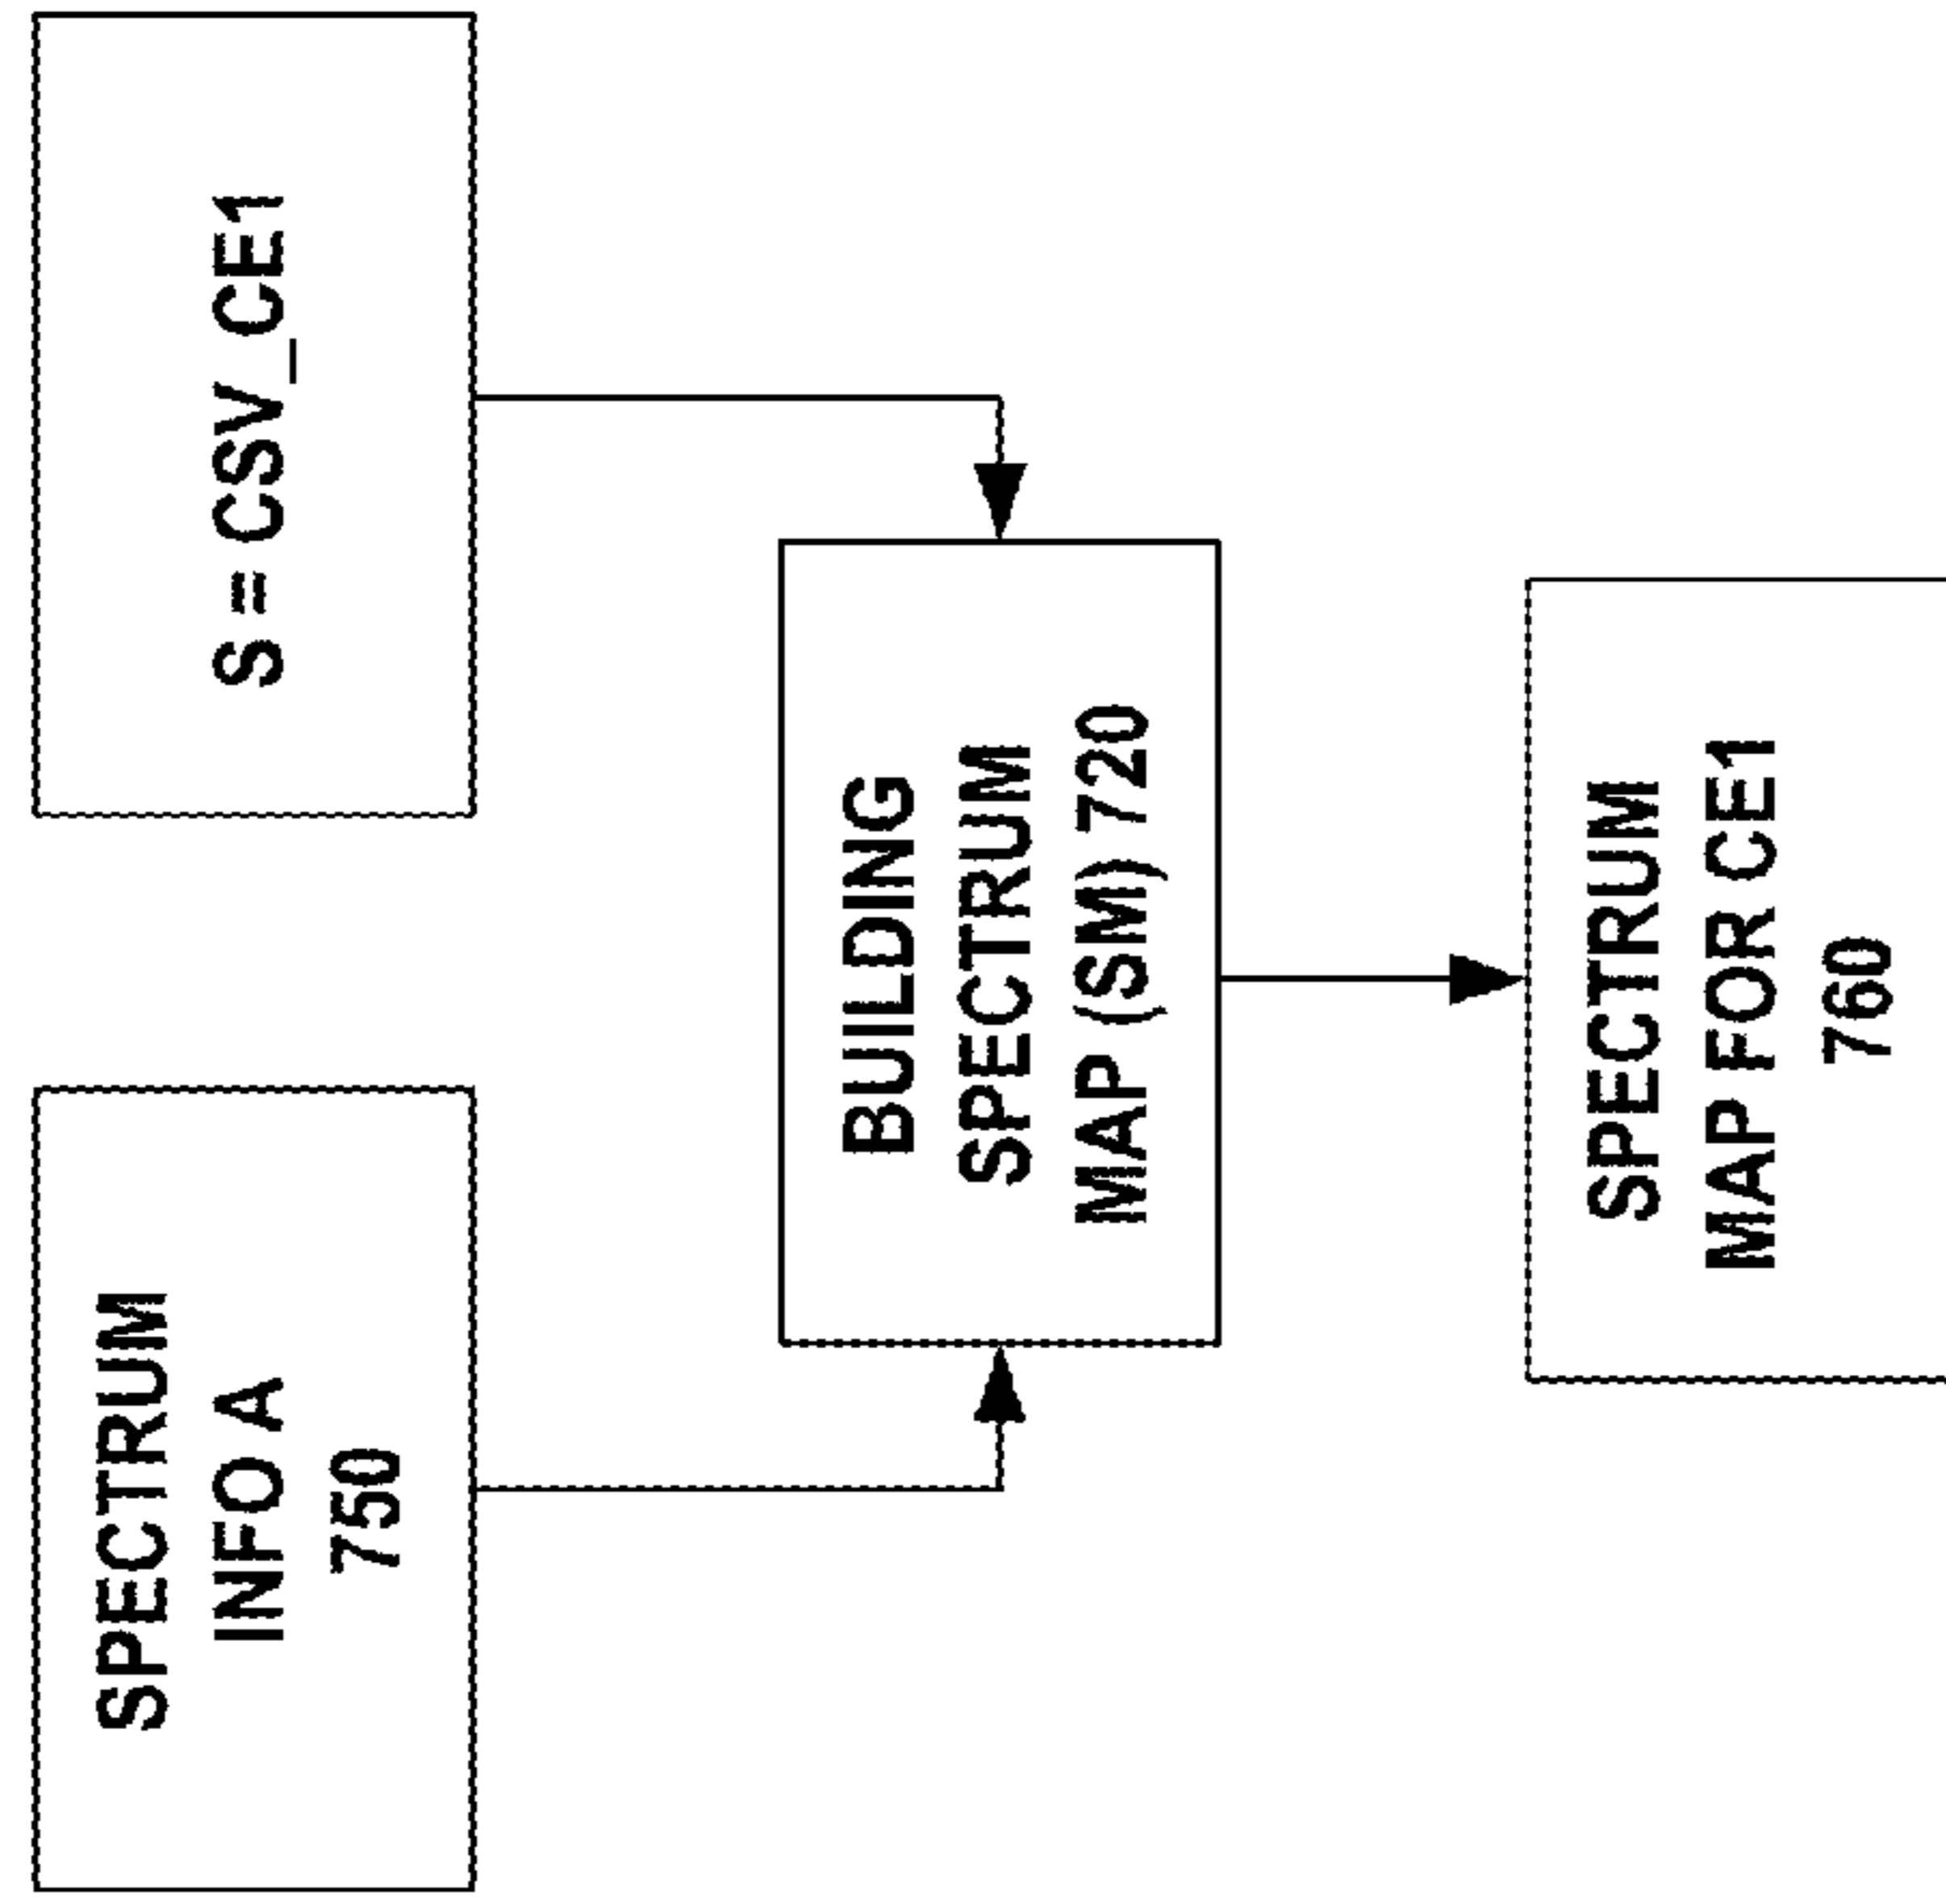 SPECTRUM
INFO A
750
S = CSV_CE1
BUILDING
SPECTRUM
MAP (SM) 720
SPECTRUM
MAP FOR CE1
760